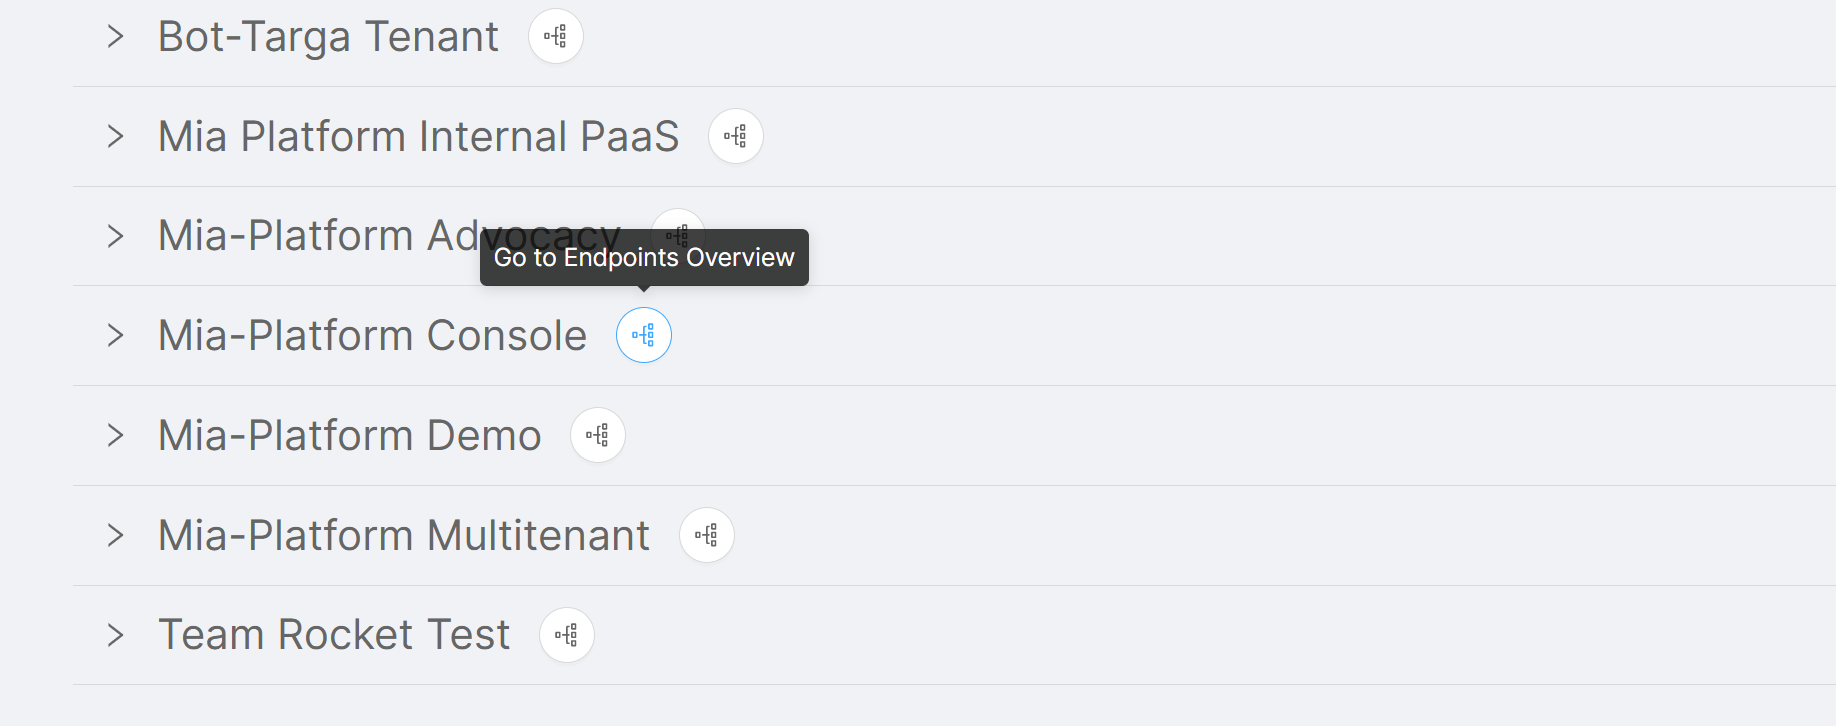 Bot-Targa Tenant
Mia Platform Internal PaaS
Mia-Platform Advocacy
Go to Endpoints Overview
Mia-Platform Console
Mia-Platform Demo
Mia-Platform Multitenant
Team Rocket Test